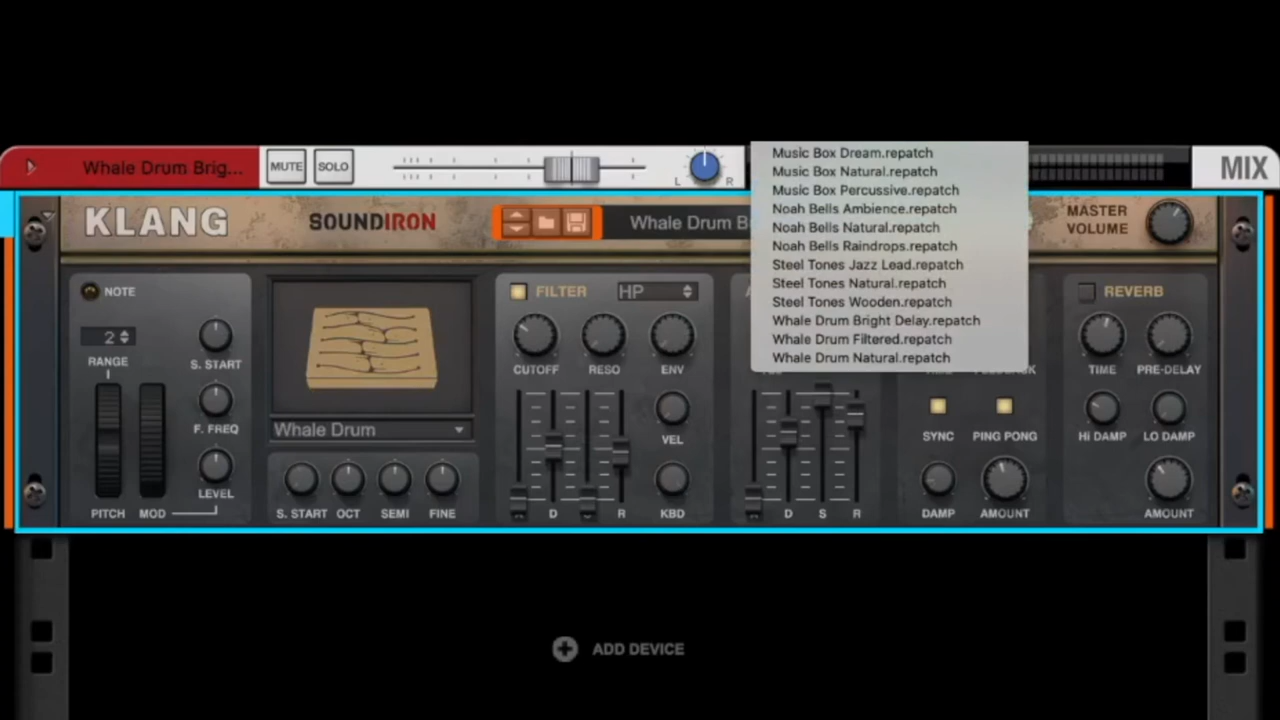 Whale Drum Brig...
MUTE
SOLO
L
R
MIX
Music Box Dream.repatch
Music Box Natural.repatch
Music Box Percussive.repatch
Noah Bells Ambience.repatch
Noah Bells Natural.repatch
Noah Bells Raindrops.repatch
Steel Tones Jazz Lead.repatch
Steel Tones Natural.repatch
Steel Tones Wooden.repatch
Whale Drum Bright Delay.repatch
Whale Drum Filtered.repatch
Whale Drum Natural.repatch
KLANG
SOUNDIRON
Whale Drum B
MASTER
VOLUME
NOTE
2
RANGE
S. START
F. FREQ
LEVEL
PITCH
MOD
Whale Drum
S. START
OCT
SEMI
FINE
FILTER
HP
CUTOFF
RESO
ENV
VEL
D
R
KBD
D
S
R
SYNC
PING PONG
DAMP
AMOUNT
REVERB
TIME
PRE-DELAY
Hi DAMP
LO DAMP
AMOUNT
ADD DEVICE